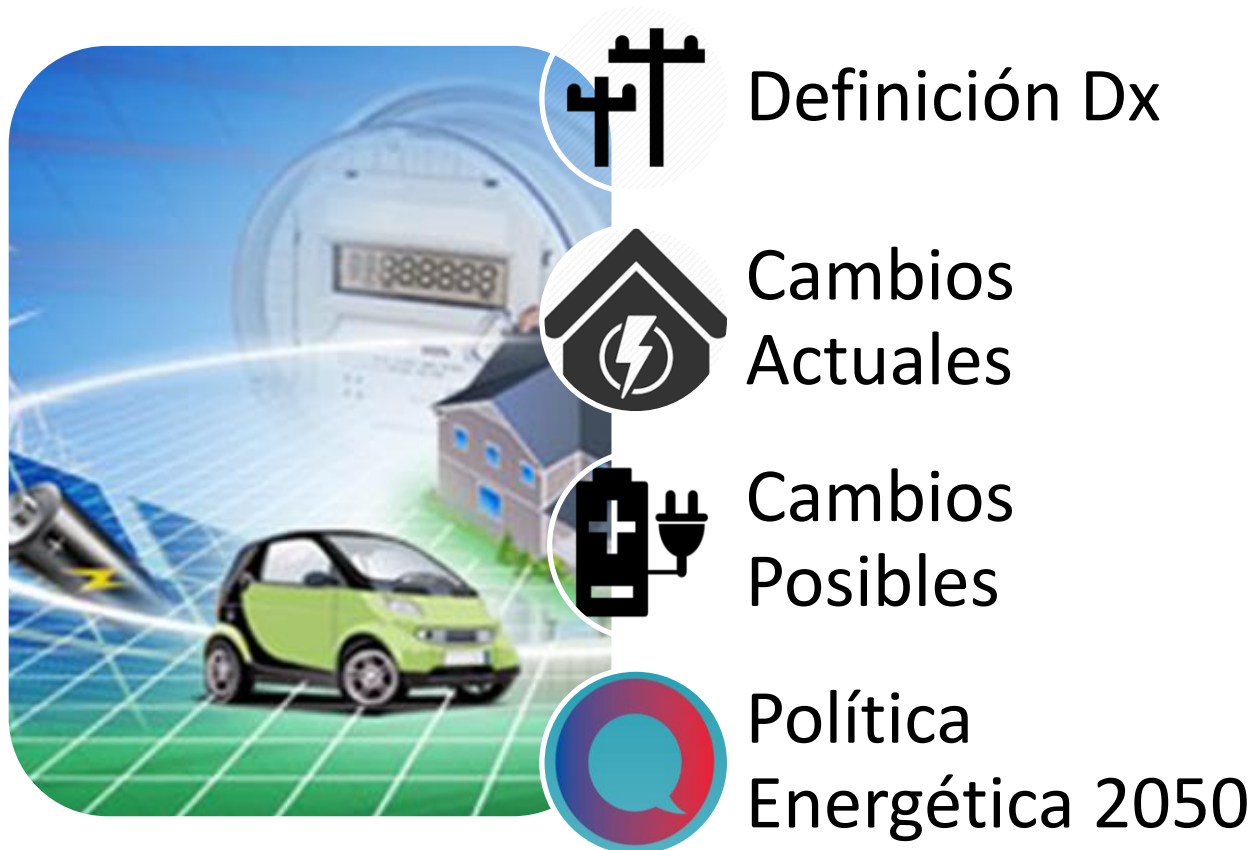 Definición Dx
Cambios
Actuales
Cambios
Posibles
Política
Energética 2050